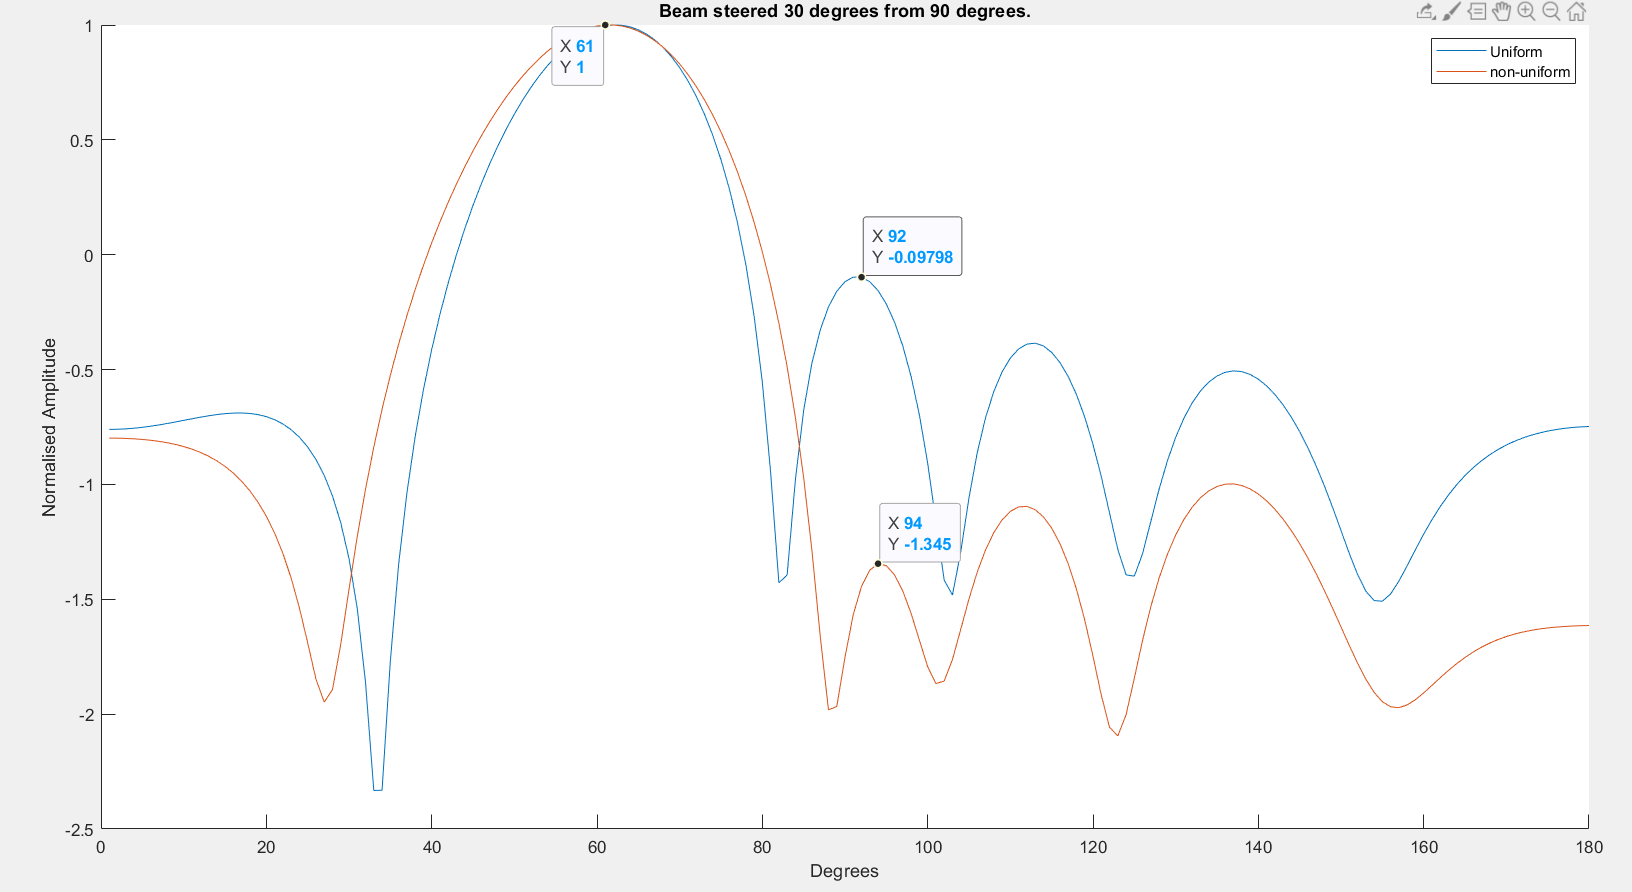 Beam steered 30 degrees from 90 degrees.
Uniform
non-uniform
X 61
Y 1
X 92
Y -0.09798
X 94
Y -1.345
Normalised Amplitude
1
0.5
0
-0.5
-1
-1.5
-2
-2.5
0 20 40 60 80 100 120 140 160 180
Degrees